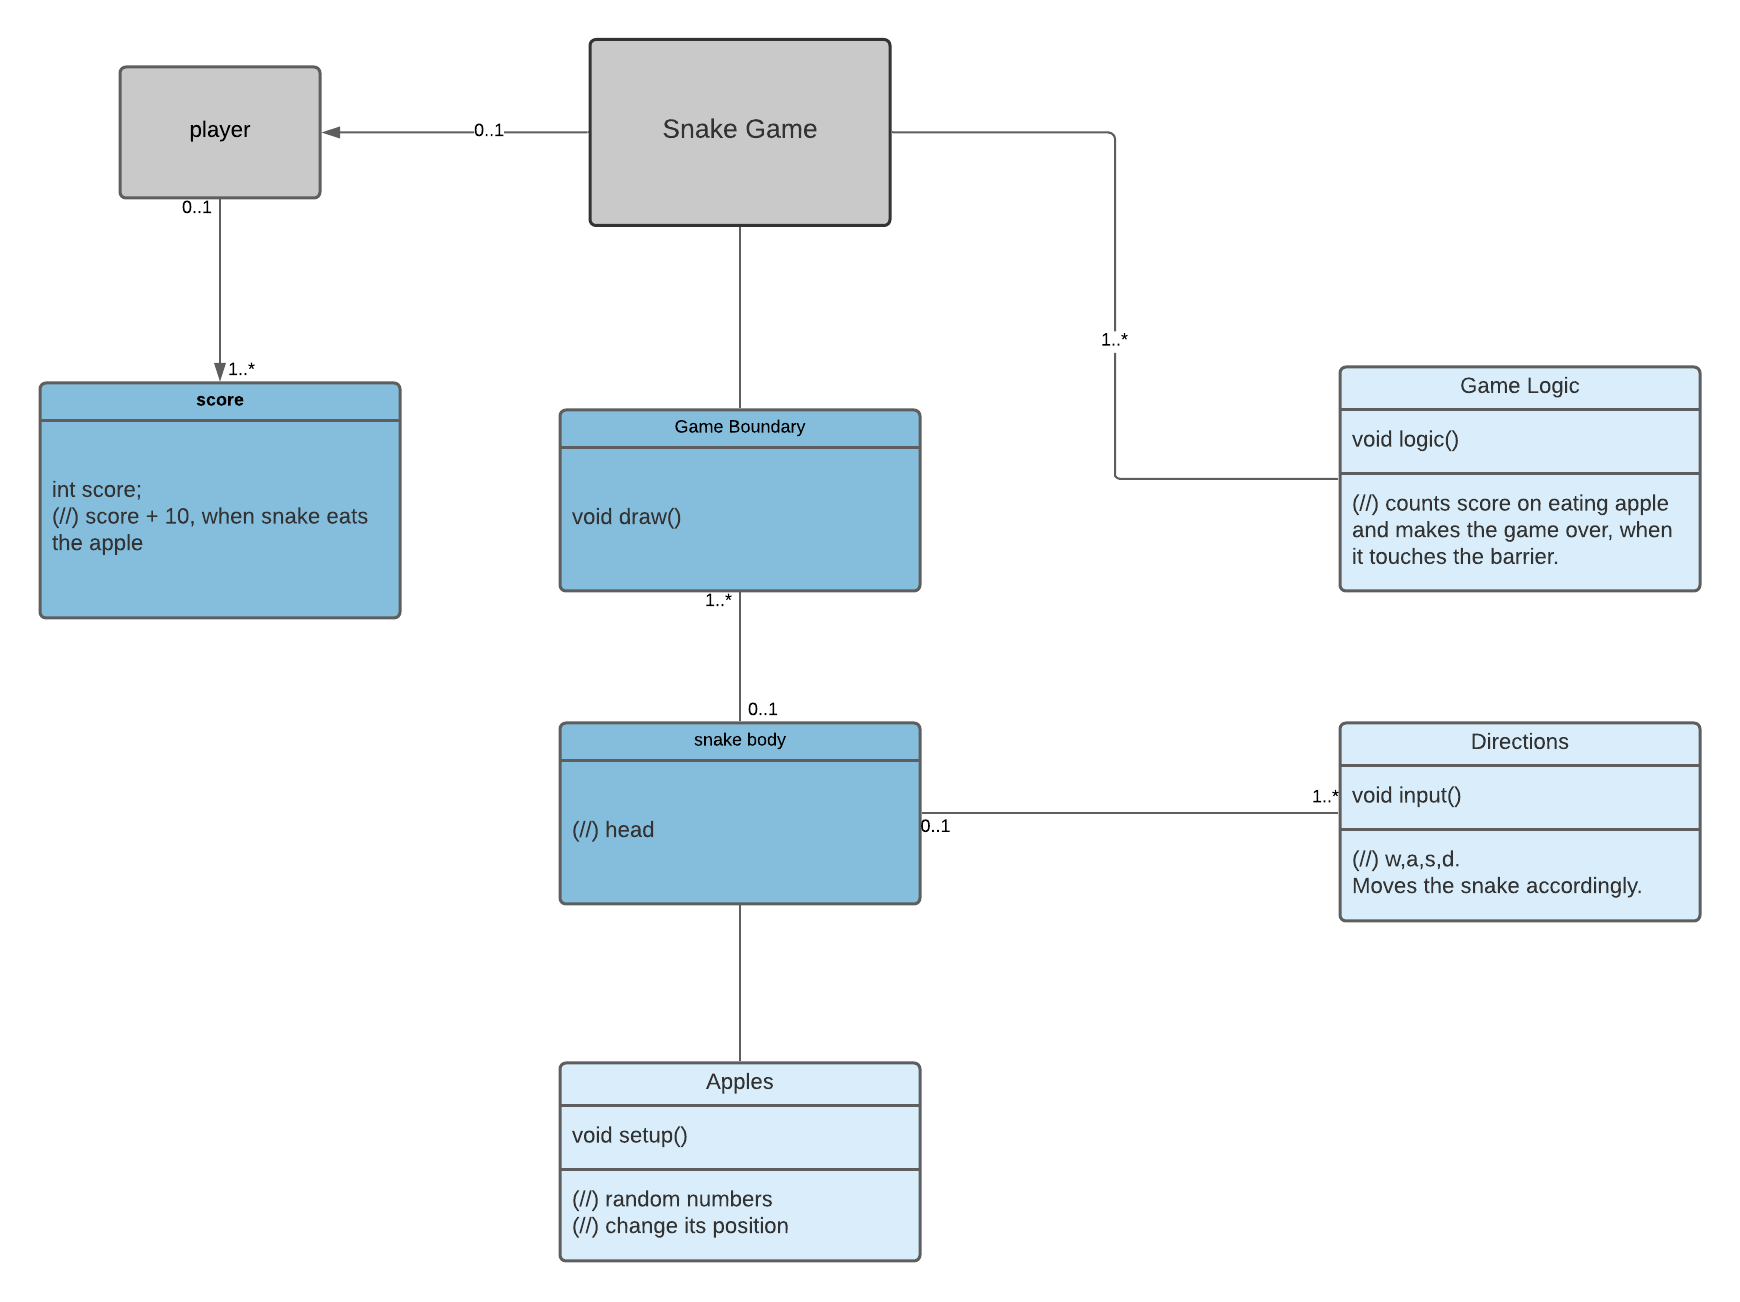 player
0..1
Snake Game
0..1
1..*
1..*
score
int score;
(//) score + 10, when snake eats
the apple
Game Boundary
void draw()
1..*
Game Logic
void logic()
(//) counts score on eating apple
and makes the game over, when
it touches the barrier.
0..1
snake body
(//) head
0..1
1..*
Directions
void input()
(//) w,a,s,d.
Moves the snake accordingly.
Apples
void setup()
(//) random numbers
(//) change its position